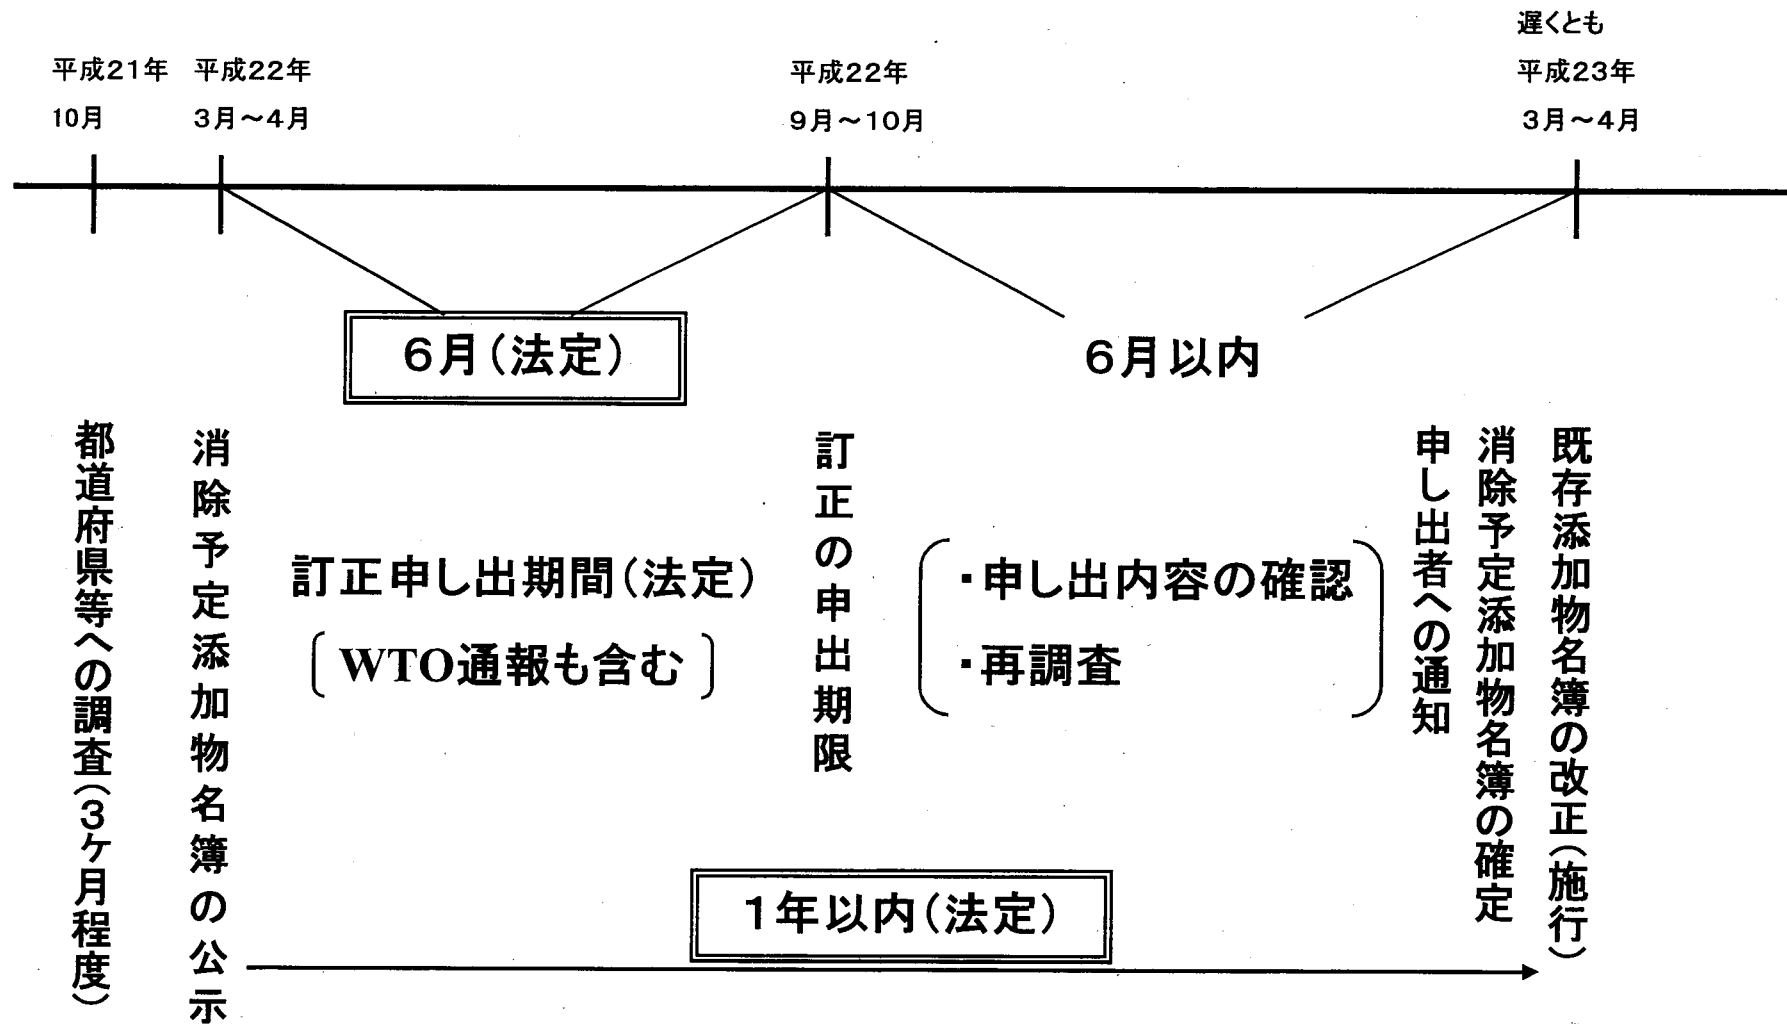 平成21年
10月
平成22年
3月～4月
平成22年
9月～10月
遅くとも
平成23年
3月～4月
6月(法定)
6月以内
都道府県等への調査(3ケ月程度)
消除予定添加物名簿の公示
訂正申し出期間(法定)
WTO通報も含む
訂正の申出期限
・申し出内容の確認
・再調査
申し出者への通知
消除予定添加物名簿の確定
既存添加物名簿の改正(施行)
1年以内(法定)